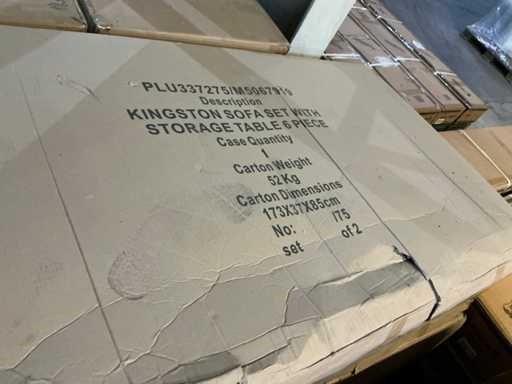 PLU337275/M5067919
Description
KINGSTON SOFA SET WITH
STORAGE TABLE 6 PIECE
Case Quantity
1
Carton Weight
52Kg
Carton Dimensions
173X37X85cm
No: /75
set of 2